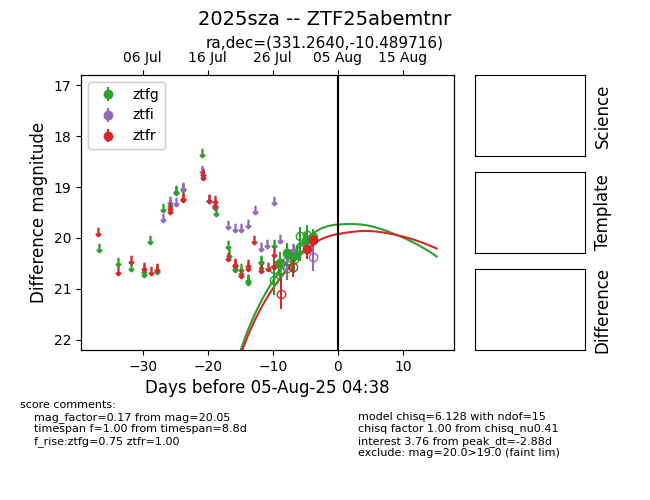 2025sza -- ZTF25abemtnr
ra,dec=(331.2640,-10.489716)
06 Jul 16 Jul 26 Jul 05 Aug 15 Aug
ztfg
ztfi
ztfr
17
18
19
20
21
22
Difference magnitude
−30 −20 −10 0 10
Days before 05-Aug-25 04:38
Science
Template
Difference
score comments:
mag_factor=0.17 from mag=20.05
timespan f=1.00 from timespan=8.8d
f_rise:ztfg=0.75 ztfr=1.00
model chisq=6.128 with ndof=15
chisq factor 1.00 from chisq_nu0.41
interest 3.76 from peak_dt=-2.88d
exclude: mag=20.0>19.0 (faint lim)